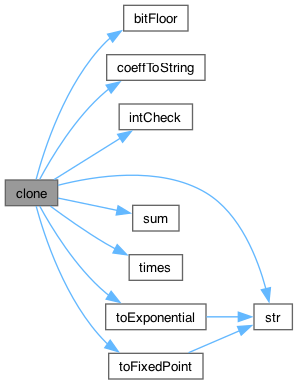 bitFloor
coeffToString
intCheck
clone
sum
times
toExponential
str
toFixedPoint